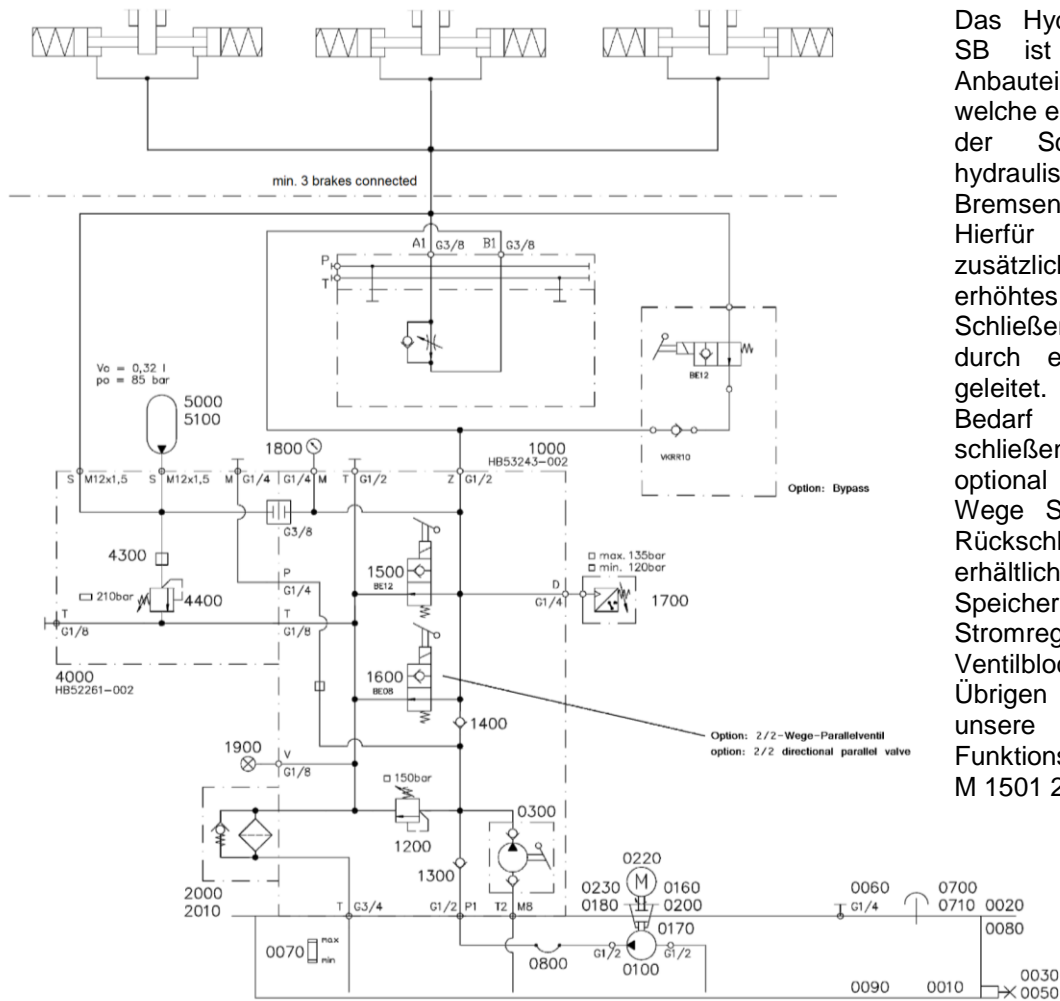 min. 3 brakes connected
A1 G3/8 B1 G3/8
P
T
BE12
VKRR10
Option: Bypass
Vo = 0,32 l
po = 85 bar
5000
5100
1800
1000
HB53243-002
S M12x1,5 S M12x1,5 M G1/4 G1/4 M T G1/2 Z G1/2
G3/8
4300
210bar 4400
T
G1/8
4000
HB52261-002
P
G1/4
T
G1/8
1500
BE12
1600
BE08
1400
max. 135bar
min. 120bar
D
G1/4
1700
Option: 2/2-Wege-Parallelventil
option: 2/2 directional parallel valve
1900
V
G1/8
150bar
1200
0300
1300
2000
2010
T G3/4 G1/2 P1 T2 M8
0070 max
min
0800
0220
M
0230 0160
0180 0200
0170
G1/2 G1/2
0100
0060 0700
G1/4 0710 0020
0080
0090 0010
0030
0050
Das Hyd
SB ist
Anbautei
welche e
der Sc
hydraulis
Bremsen
Hierfür
zusätzlich
erhöhtes
Schließe
durch e
geleitet.
Bedarf
schließe
optional
Wege S
Rückschl
erhältlich
Speicher
Stromreg
Ventilbloc
Übrigen
unsere
Funktions
M 1501 2